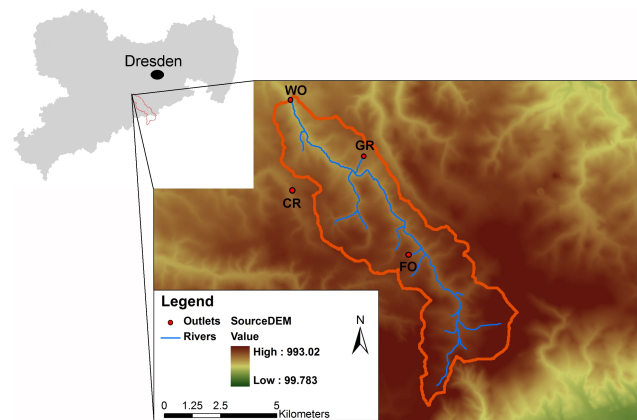 Dresden
WO
GR
CR
FO
Legend
Outlets SourceDEM
Rivers Value
High : 993.02
Low : 99.783
N
0 1.25 2.5 5
Kilometers